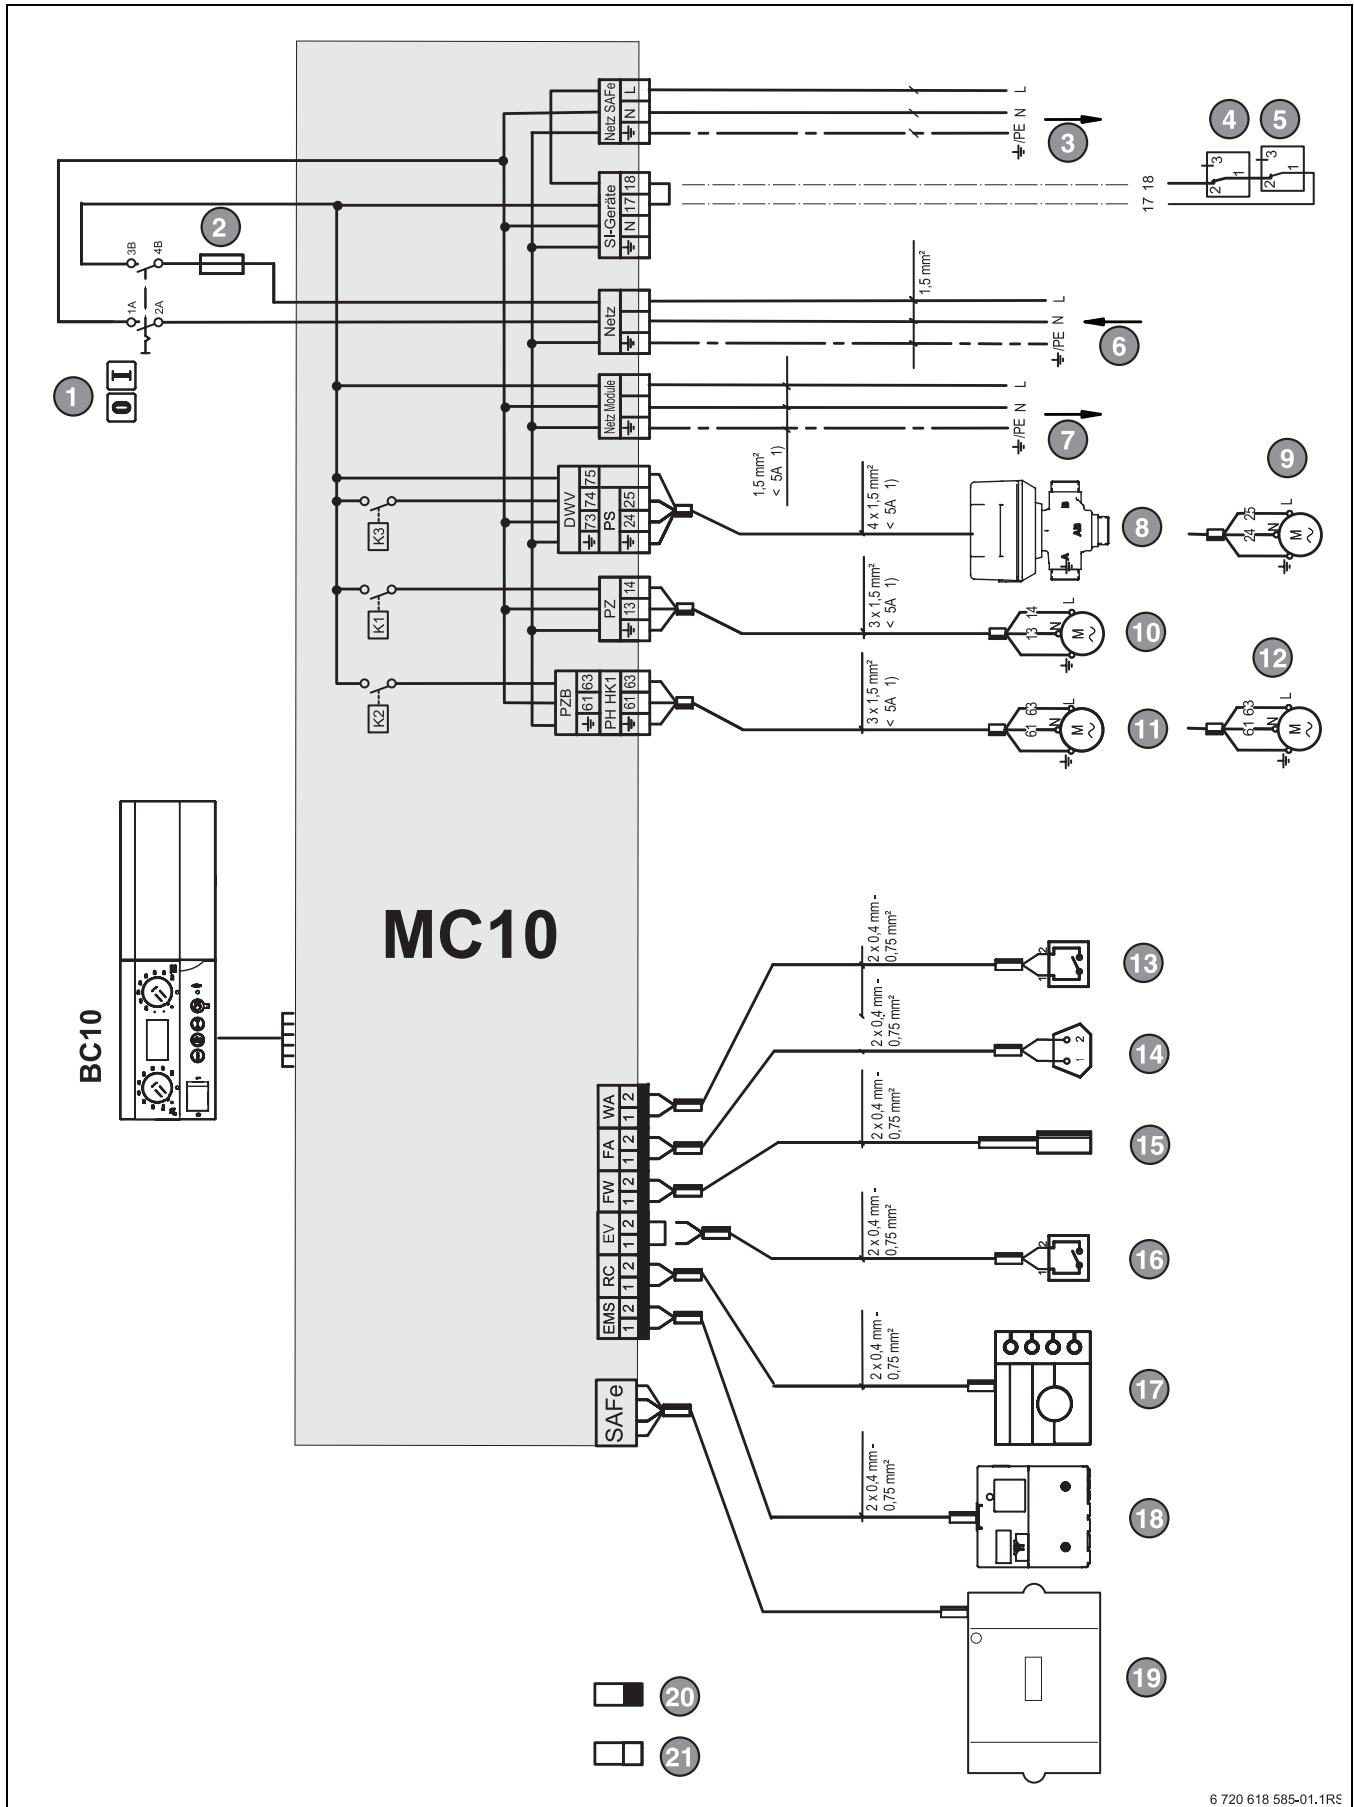 Netz SAFe
L
N
/PE N L
3
4
5
3
1
2
3
1
2
SI-Geräte
N 17 18
17 18
2
3B
4B
1A
2A
1,5 mm²
Netz
/PE N L
6
1
I
O
Netz Module
/PE N L
7
1,5 mm²
< 5A 1)
DWV
73 74 75
PS
24 25
K3
4 x 1,5 mm²
< 5A 1)
A
AB
B
8
9
24 25
N
L
M
PZ
13 14
K1
3 x 1,5 mm²
< 5A 1)
13 14
N
L
M
10
PZB
61 63
PH HK1
61 63
K2
3 x 1,5 mm²
< 5A 1)
61 63
N
L
M
11
12
61 63
N
L
M
MC10
BC10
2 x 0,4 mm -
0,75 mm²
1
2
13
2 x 0,4 mm -
0,75 mm²
1
2
14
2 x 0,4 mm -
0,75 mm²
15
WA
1 2
FA
1 2
FW
1 2
EV
1 2
RC
1 2
EMS
1 2
2 x 0,4 mm -
0,75 mm²
1
2
16
2 x 0,4 mm -
0,75 mm²
17
SAFe
2 x 0,4 mm -
0,75 mm²
18
19
20
21
6 720 618 585-01.1RS